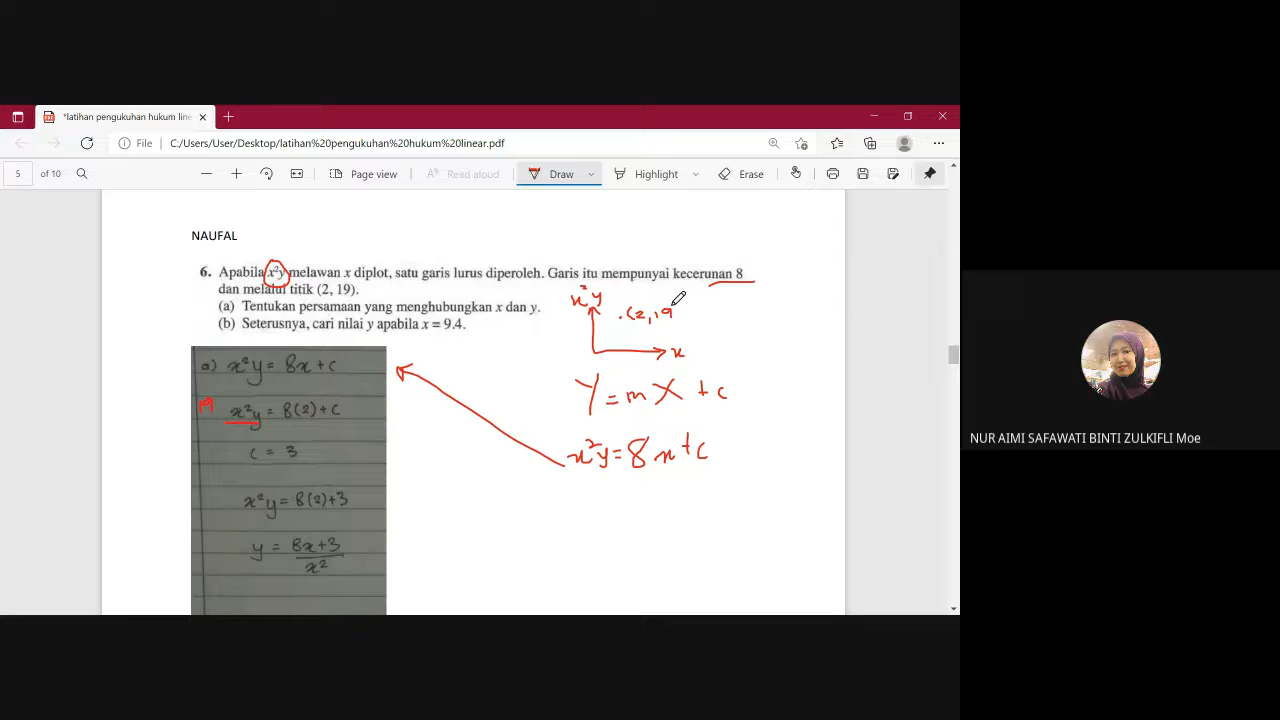 *latihan pengukuhan hukum line
File
C:/Users/User/Desktop/latihan%20pengukuhan%20hukum%20linear.pdf
5 of 10
Page view
Read aloud
Draw
Highlight
Erase
NAUFAL
6. Apabila x²y melawan x diplot, satu garis lurus diperoleh. Garis itu mempunyai kecerunan 8
dan melalui titik (2, 19).
(a) Tentukan persamaan yang menghubungkan x dan y.
(b) Seterusnya, cari nilai y apabila x = 9.4.
x²y
.(2,19
x
Y = m X + c
x²y = 8x + c
a) x²y = 8x + c
x²y = 8(2) + c
c = 3
x²y = 8(2)+3
y = 8x+3
x²
NUR AIMI SAFAWATI BINTI ZULKIFLI Moe